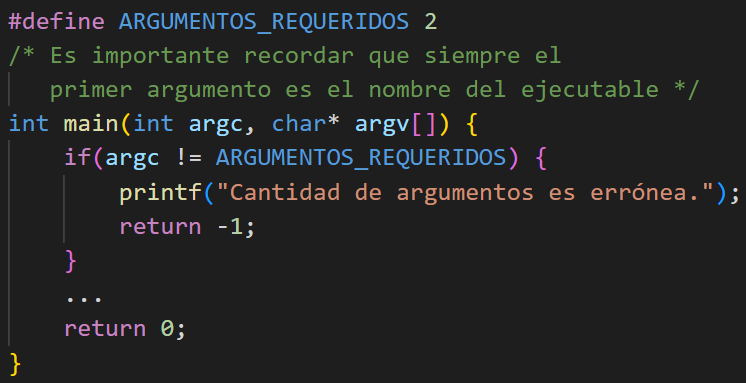 #define ARGUMENTOS_REQUERIDOS 2
/* Es importante recordar que siempre el
primer argumento es el nombre del ejecutable */
int main(int argc, char* argv[]) {
if(argc != ARGUMENTOS_REQUERIDOS) {
printf("Cantidad de argumentos es errónea.");
return -1;
}
...
return 0;
}